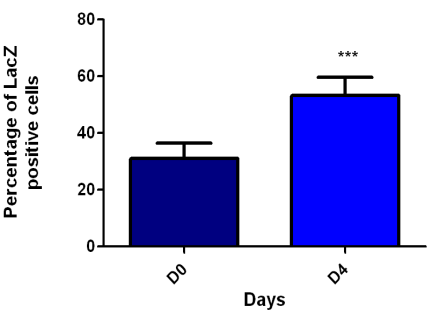 Percentage of LacZ
positive cells
80
60
40
20
0
***
D0
D4
Days